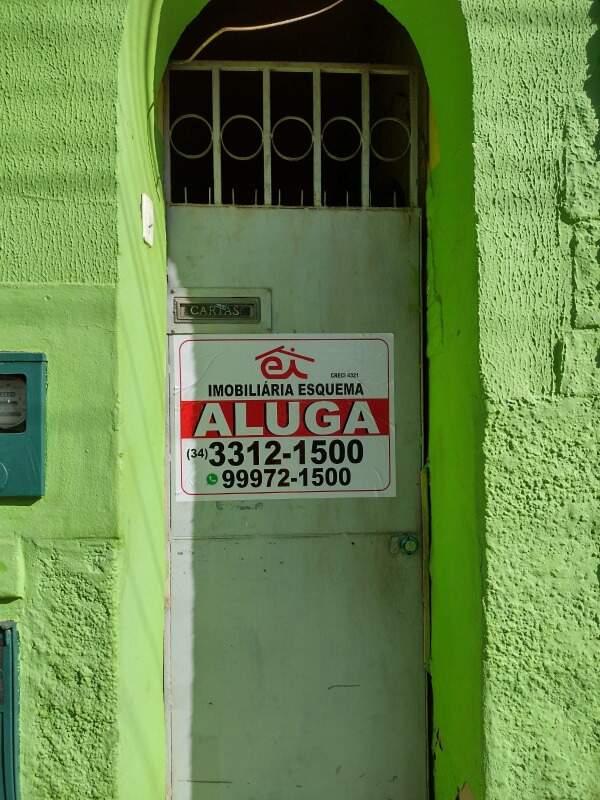 CARTAS
ei
CRECI 4321
IMOBILIÁRIA ESQUEMA
ALUGA
(34)3312-1500
99972-1500